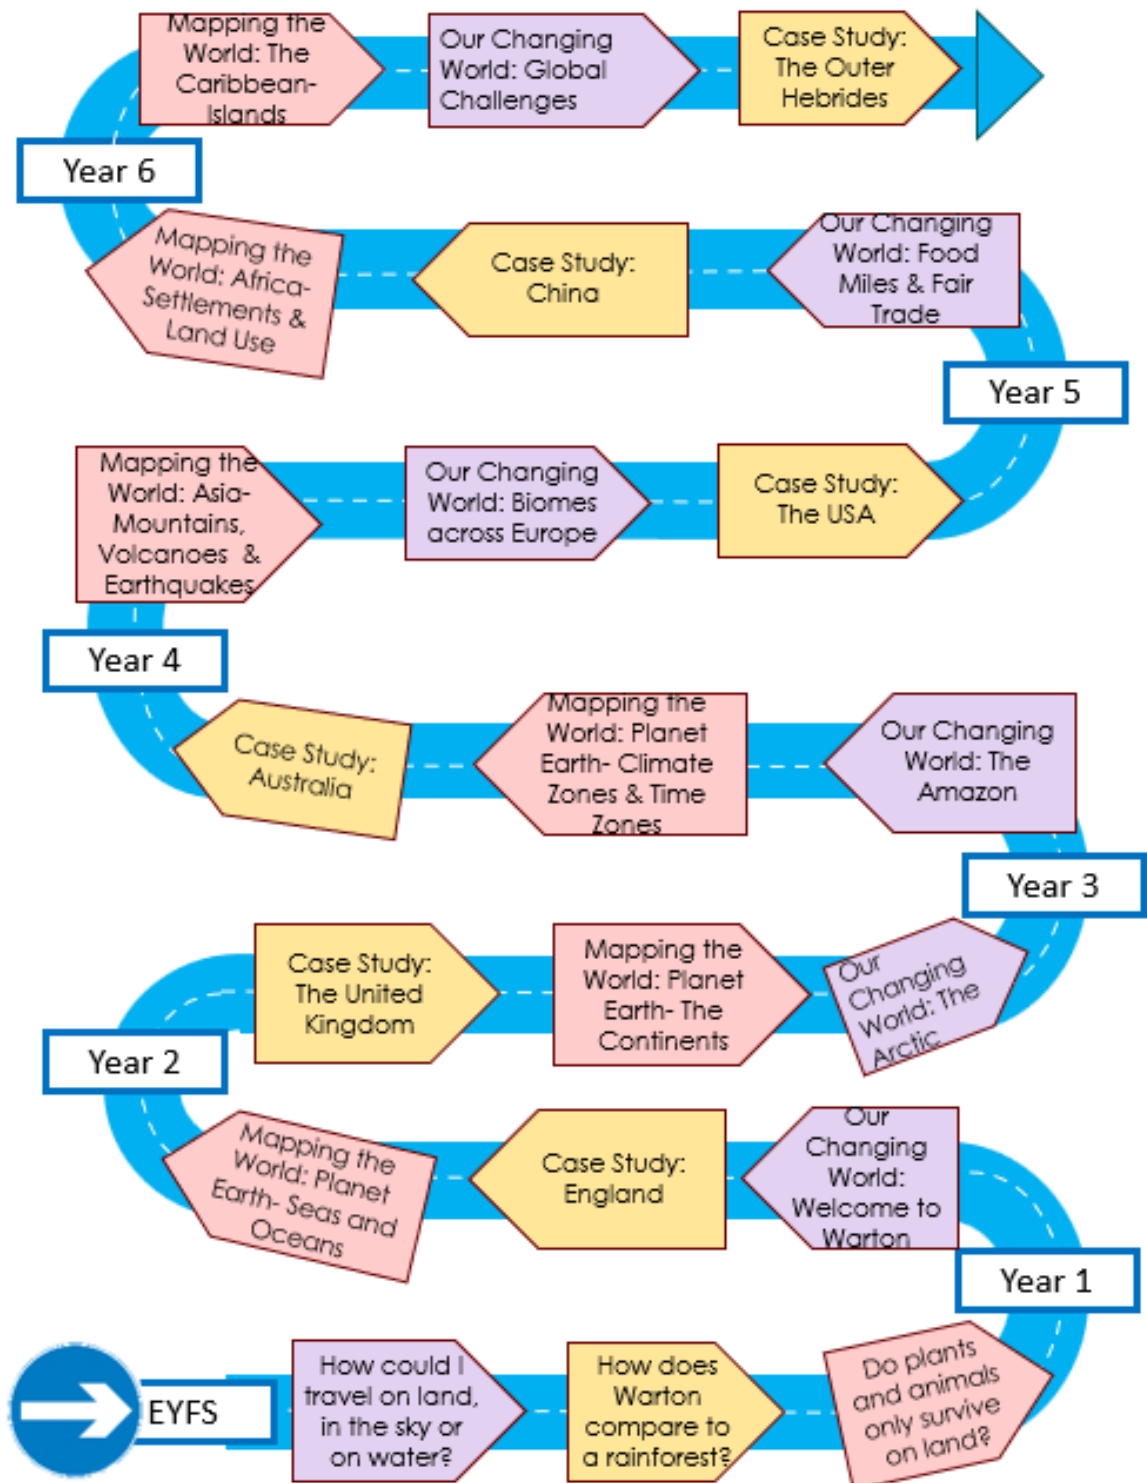 Mapping the
World: The
Caribbean-
Islands
Our Changing
World: Global
Challenges
Case Study:
The Outer
Hebrides
Year 6
Mapping the
World: Africa-
Settlements &
Land Use
Case Study:
China
Our Changing
World: Food
Miles & Fair
Trade
Year 5
Mapping the
World: Asia-
Mountains,
Volcanoes &
Earthquakes
Our Changing
World: Biomes
across Europe
Case Study:
The USA
Year 4
Case Study:
Australia
Mapping the
World: Planet
Earth- Climate
Zones & Time
Zones
Our Changing
World: The
Amazon
Year 3
Case Study:
The United
Kingdom
Mapping the
World: Planet
Earth- The
Continents
Our
Changing
World: The
Arctic
Year 2
Mapping the
World: Planet
Earth- Seas and
Oceans
Case Study:
England
Our
Changing
World:
Welcome to
Warton
Year 1
EYFS
How could I
travel on land,
in the sky or
on water?
How does
Warton
compare to
a rainforest?
Do plants
and animals
only survive
on land?